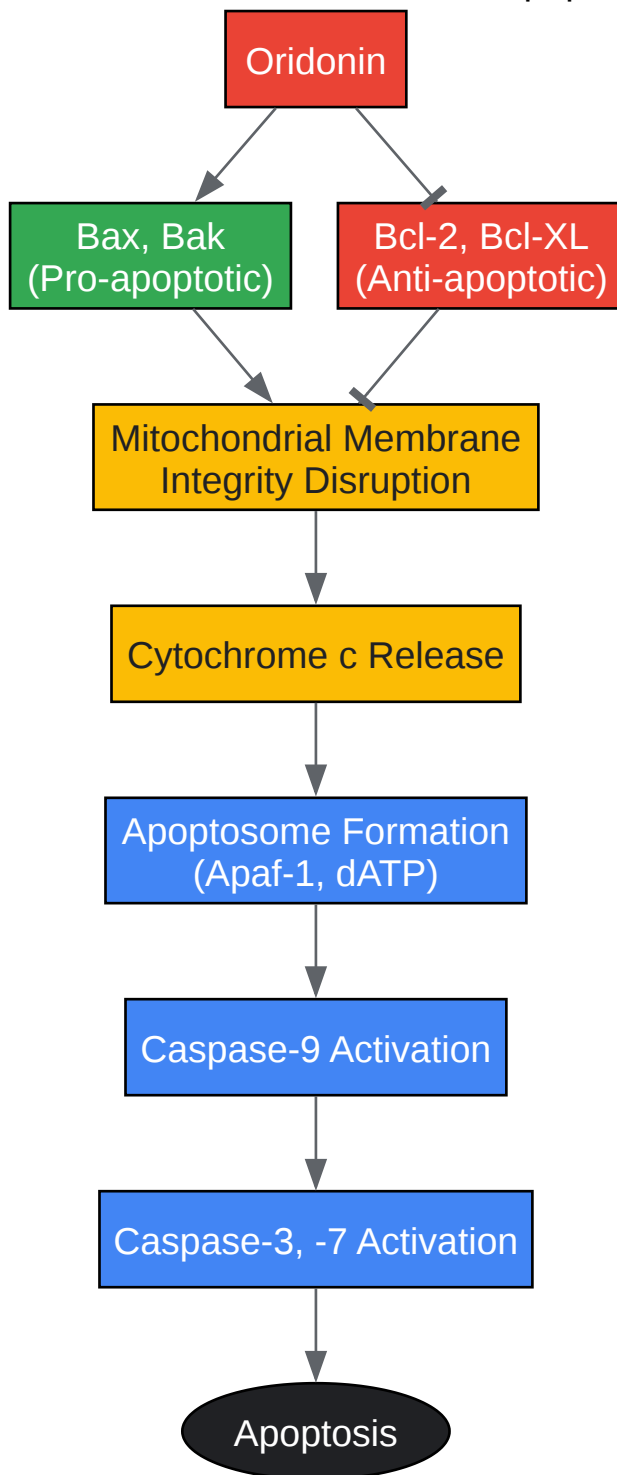 Oridonin
Bax, Bak
(Pro-apoptotic)
Bcl-2, Bcl-XL
(Anti-apoptotic)
Mitochondrial Membrane
Integrity Disruption
Cytochrome c Release
Apoptosome Formation
(Apaf-1, dATP)
Caspase-9 Activation
Caspase-3, -7 Activation
Apoptosis